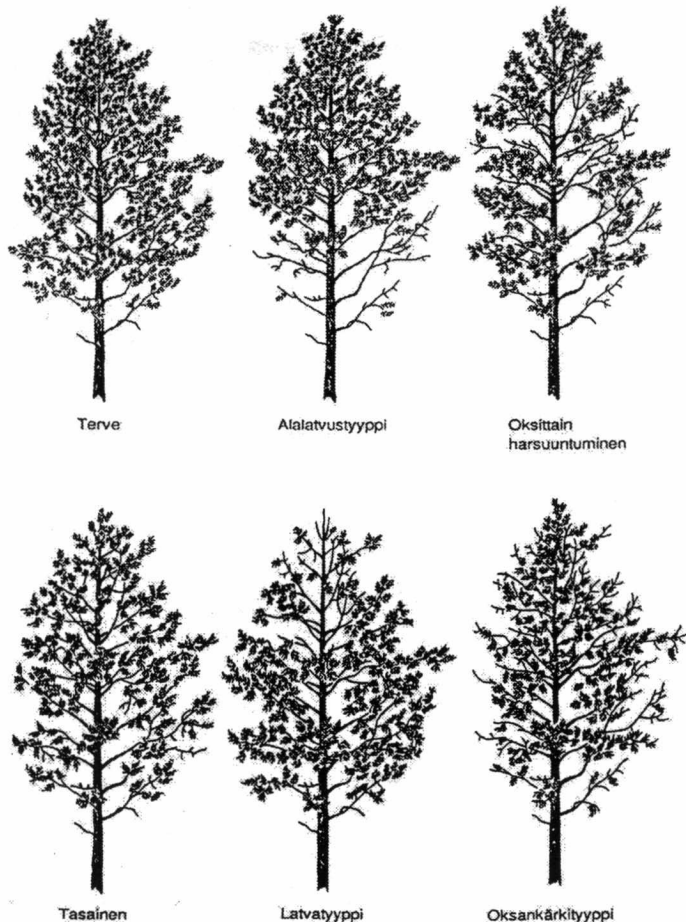 Terve
Alalatvustyyppi
Oksittain
harsuuntuminen
Tasainen
Latvatyyppi
Oksankärkityyppi